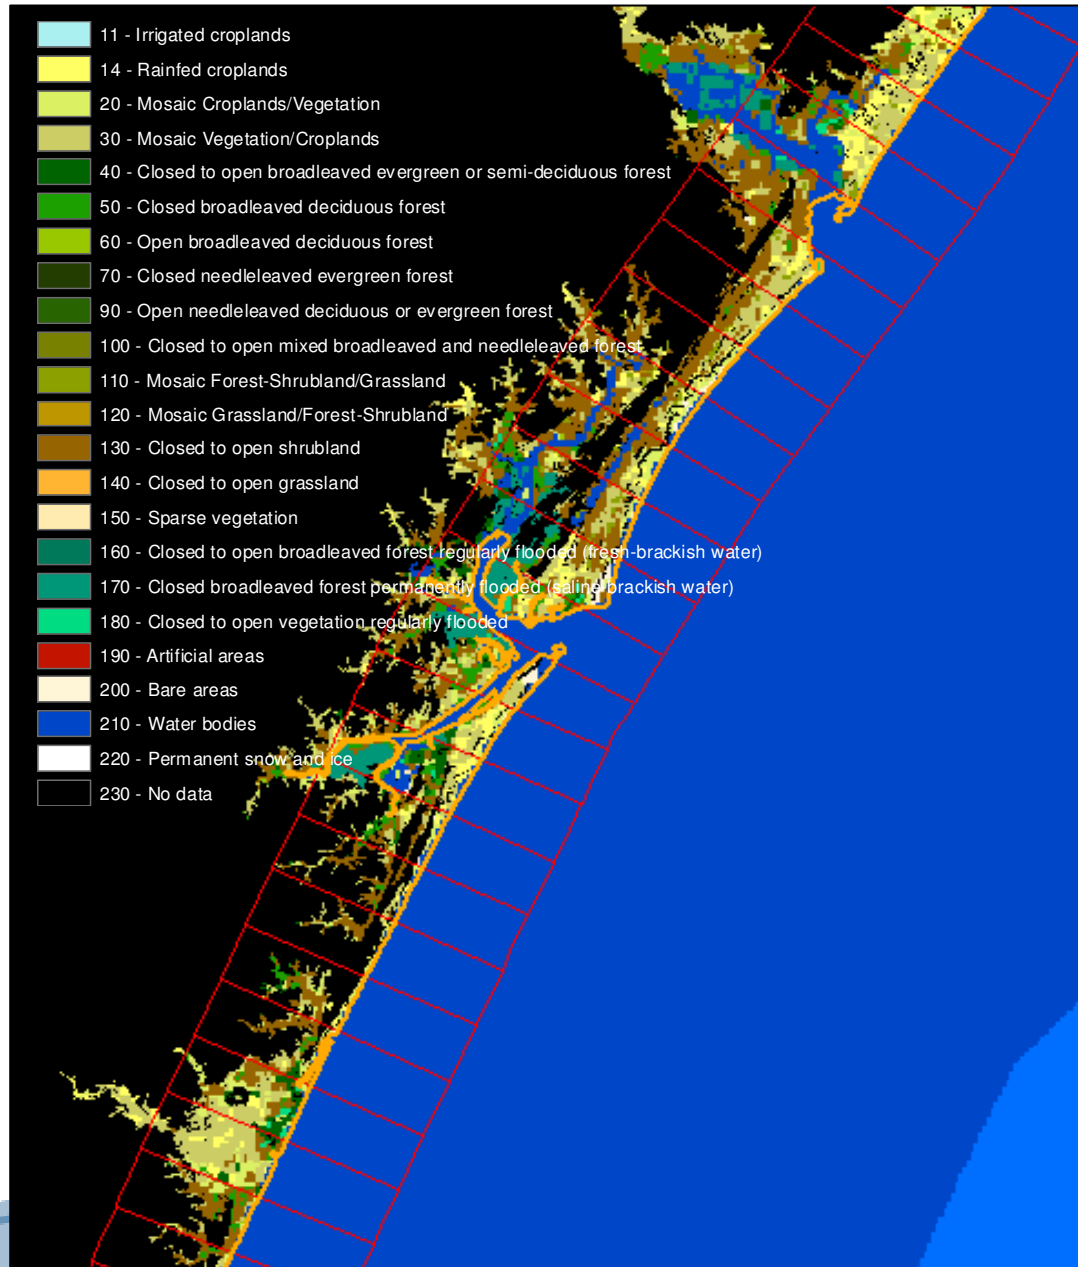 11 - Irrigated croplands
14 - Rainfed croplands
20 - Mosaic Croplands/Vegetation
30 - Mosaic Vegetation/Croplands
40 - Closed to open broadleaved evergreen or semi-deciduous forest
50 - Closed broadleaved deciduous forest
60 - Open broadleaved deciduous forest
70 - Closed needleleaved evergreen forest
90 - Open needleleaved deciduous or evergreen forest
100 - Closed to open mixed broadleaved and needleleaved forest
110 - Mosaic Forest-Shrubland/Grassland
120 - Mosaic Grassland/Forest-Shrubland
130 - Closed to open shrubland
140 - Closed to open grassland
150 - Sparse vegetation
160 - Closed to open broadleaved forest regularly flooded (fresh-brackish water)
170 - Closed broadleaved forest permanently flooded (saline-brackish water)
180 - Closed to open vegetation regularly flooded
190 - Artificial areas
200 - Bare areas
210 - Water bodies
220 - Permanent snow and ice
230 - No data